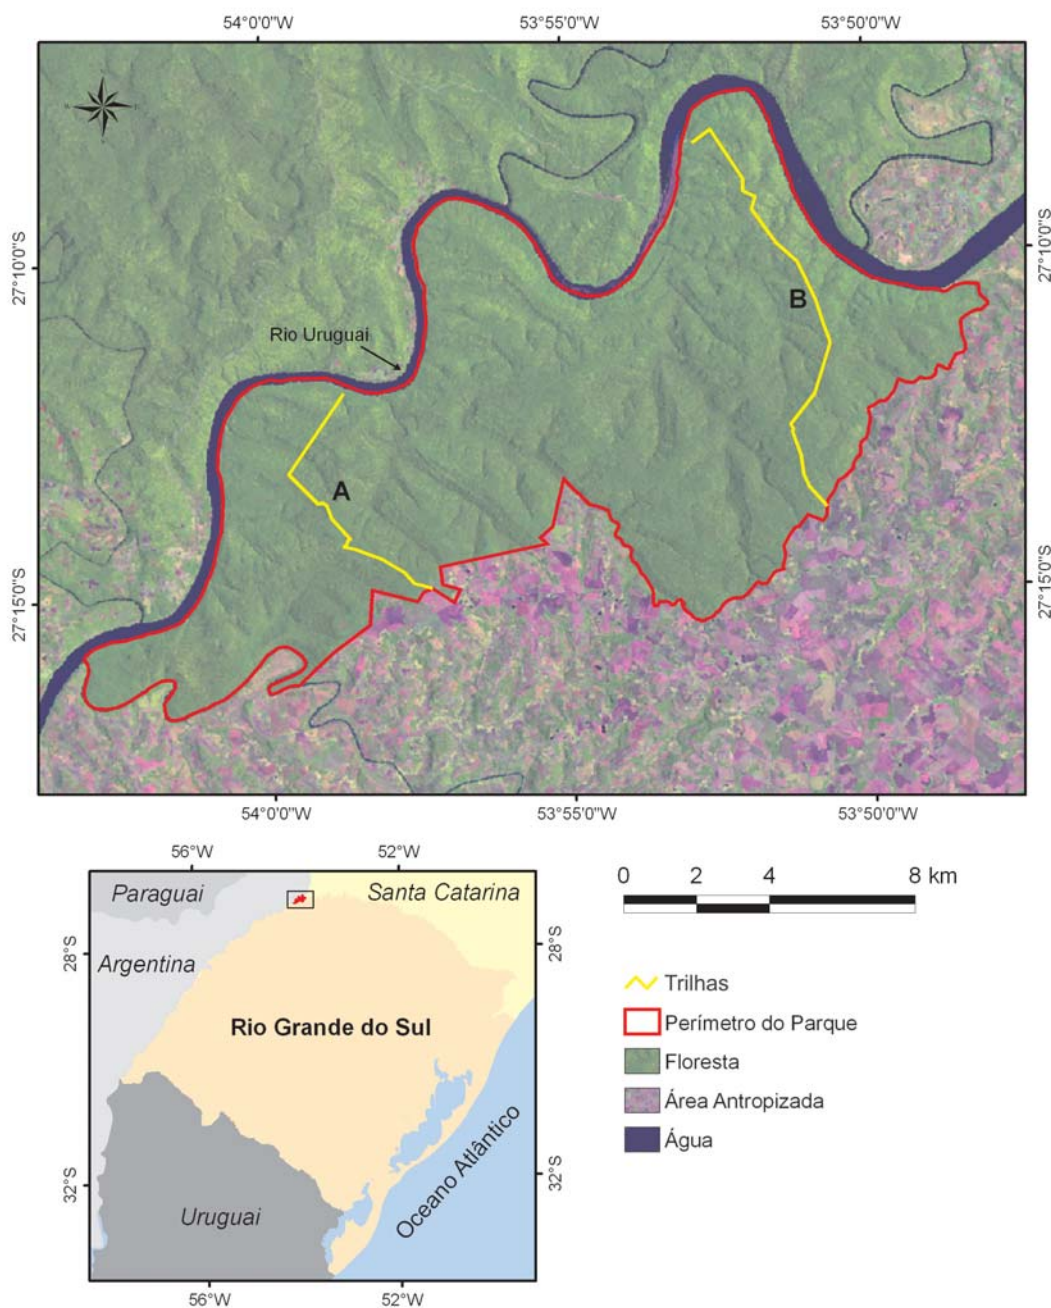 54°0'0"W 53°55'0"W 53°50'0"W
27°10'0"S
27°10'0"S
B
Rio Uruguai
A
27°15'0"S
27°15'0"S
54°0'0"W 53°55'0"W 53°50'0"W
56°W 52°W
Paraguai
Santa Catarina
28°S
28°S
Argentina
Rio Grande do Sul
Oceano Atlântico
32°S
32°S
Uruguai
56°W 52°W
0 2 4 8 km
Trilhas
Perímetro do Parque
Floresta
Área Antropizada
Água